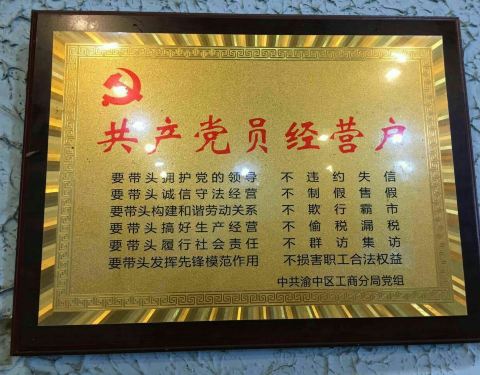 共产党员经营户
要带头拥护党的领导 不违约失信
要带头诚信守法经营 不制假售假
要带头构建和谐劳动关系 不欺行霸市
要带头搞好生产经营 不偷税漏税
要带头履行社会责任 不群访集访
要带头发挥先锋模范作用 不损害职工合法权益
中共渝中区工商分局党组